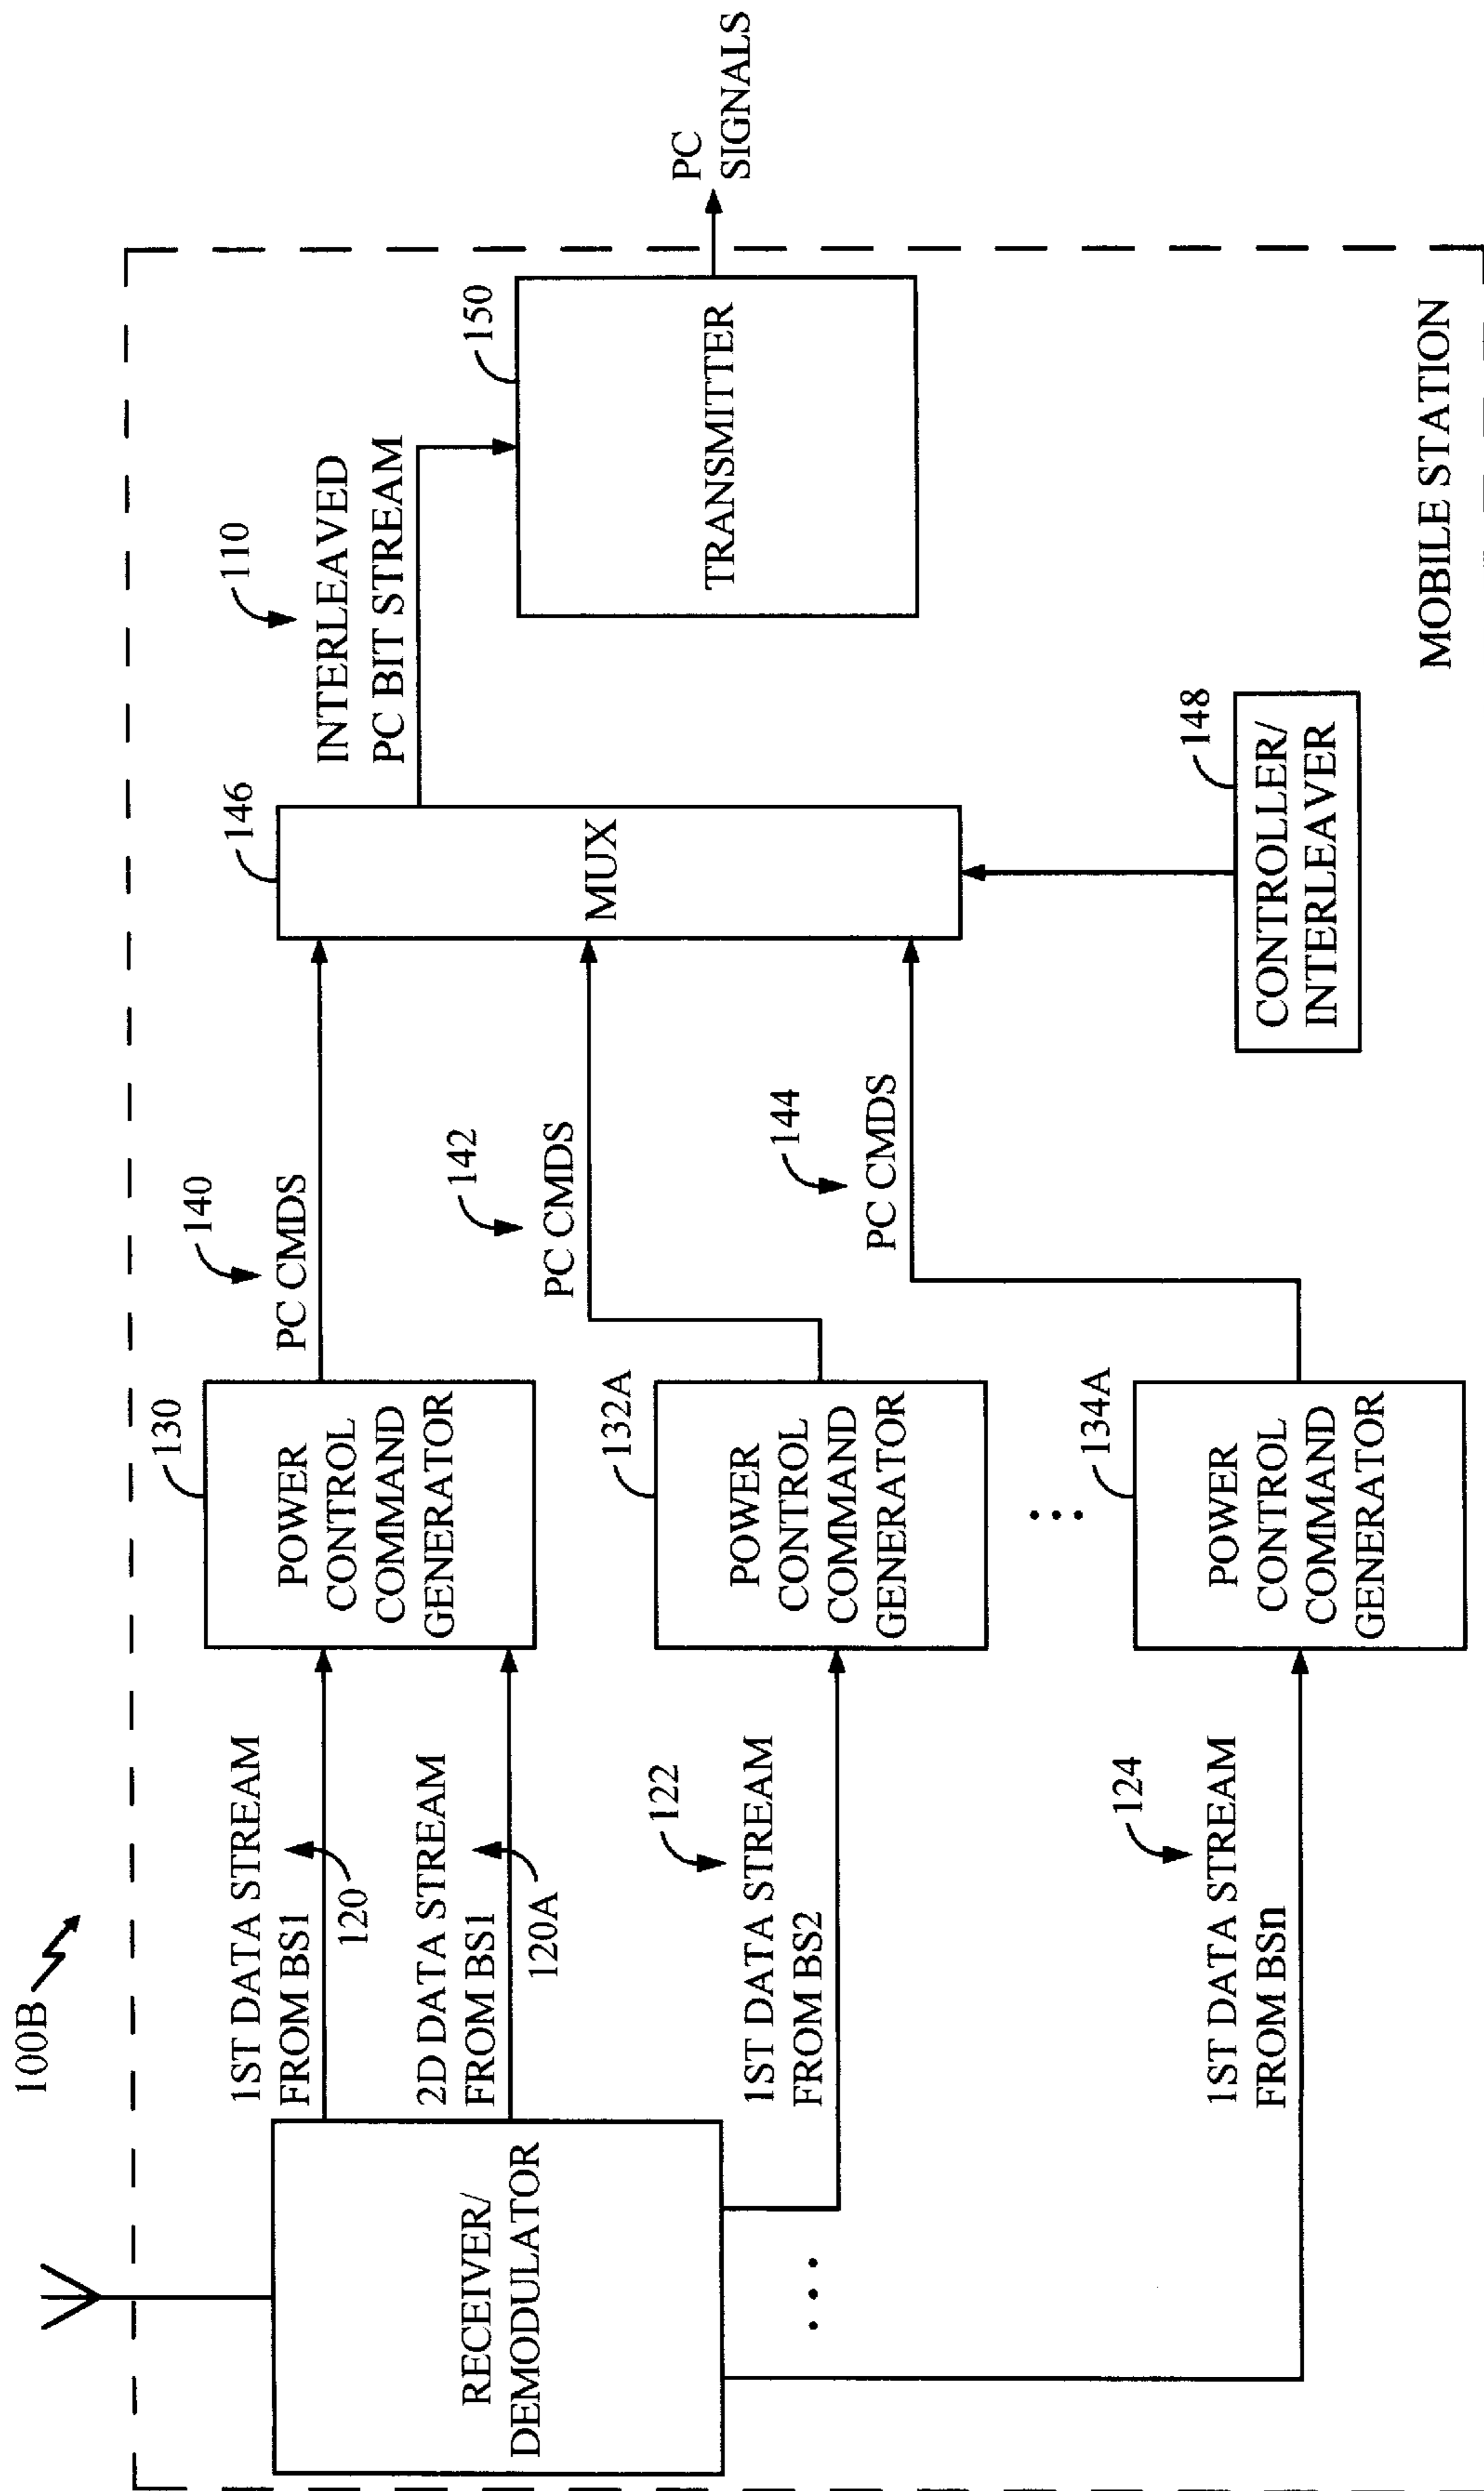 100B
RECEIVER/
DEMODULATOR
1ST DATA STREAM
FROM BS1
120
2D DATA STREAM
FROM BS1
120A
122
1ST DATA STREAM
FROM BS2
124
1ST DATA STREAM
FROM BSn
130
POWER
CONTROL
COMMAND
GENERATOR
132A
POWER
CONTROL
COMMAND
GENERATOR
134A
POWER
CONTROL
COMMAND
GENERATOR
140
PC CMDS
142
PC CMDS
144
PC CMDS
146
MUX
148
CONTROLLER/
INTERLEAVER
110
INTERLEAVED
PC BIT STREAM
150
TRANSMITTER
PC
SIGNALS
MOBILE STATION